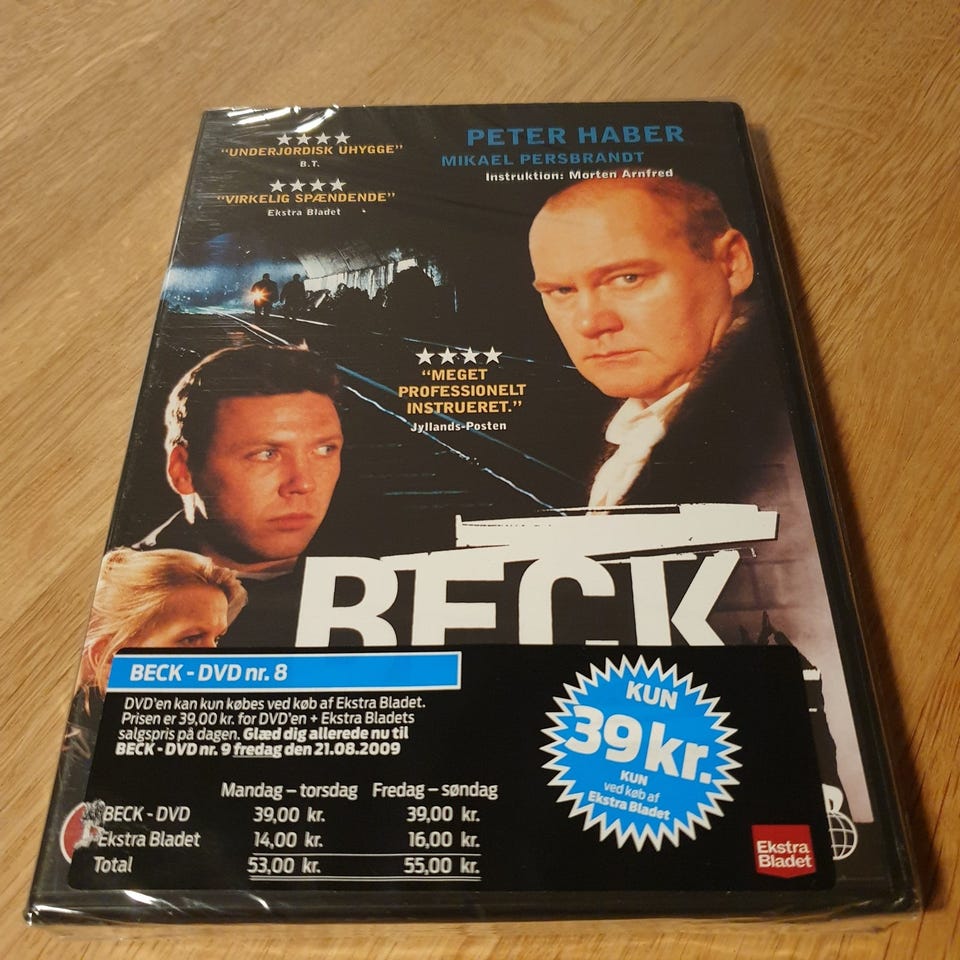 ★★★★
“UNDERJORDISK UHYGGE”
B.T.
★★★★
“VIRKELIG SPÆNDENDE”
Ekstra Bladet
PETER HABER
MIKAEL PERSBRANDT
Instruktion: Morten Arnfred
★★★★
“MEGET
PROFESSIONELT
INSTRUERET.”
Jyllands-Posten
BECK
BECK - DVD nr. 8
DVD'en kan kun købes ved køb af Ekstra Bladet.
Prisen er 39,00 kr. for DVD'en + Ekstra Bladets
salgspris på dagen. Glæd dig allerede nu til
BECK - DVD nr. 9 fredag den 21.08.2009
Mandag – torsdag Fredag – søndag
BECK - DVD 39,00 kr. 39,00 kr.
Ekstra Bladet 14,00 kr. 16,00 kr.
Total 53,00 kr. 55,00 kr.
KUN
39 kr.
KUN
ved køb af
Ekstra Bladet
Ekstra
Bladet